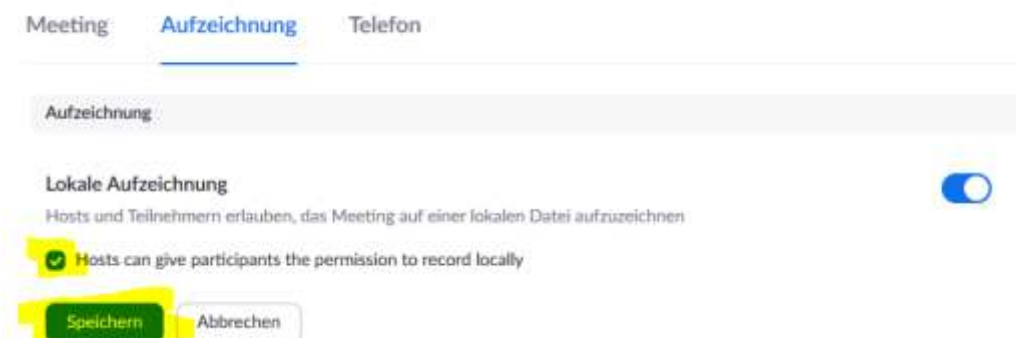 Meeting Aufzeichnung Telefon
Aufzeichnung
Lokale Aufzeichnung
Hosts und Teilnehmern erlauben, das Meeting auf einer lokalen Datei aufzuzeichnen
Hosts can give participants the permission to record locally
Speichern Abbrechen